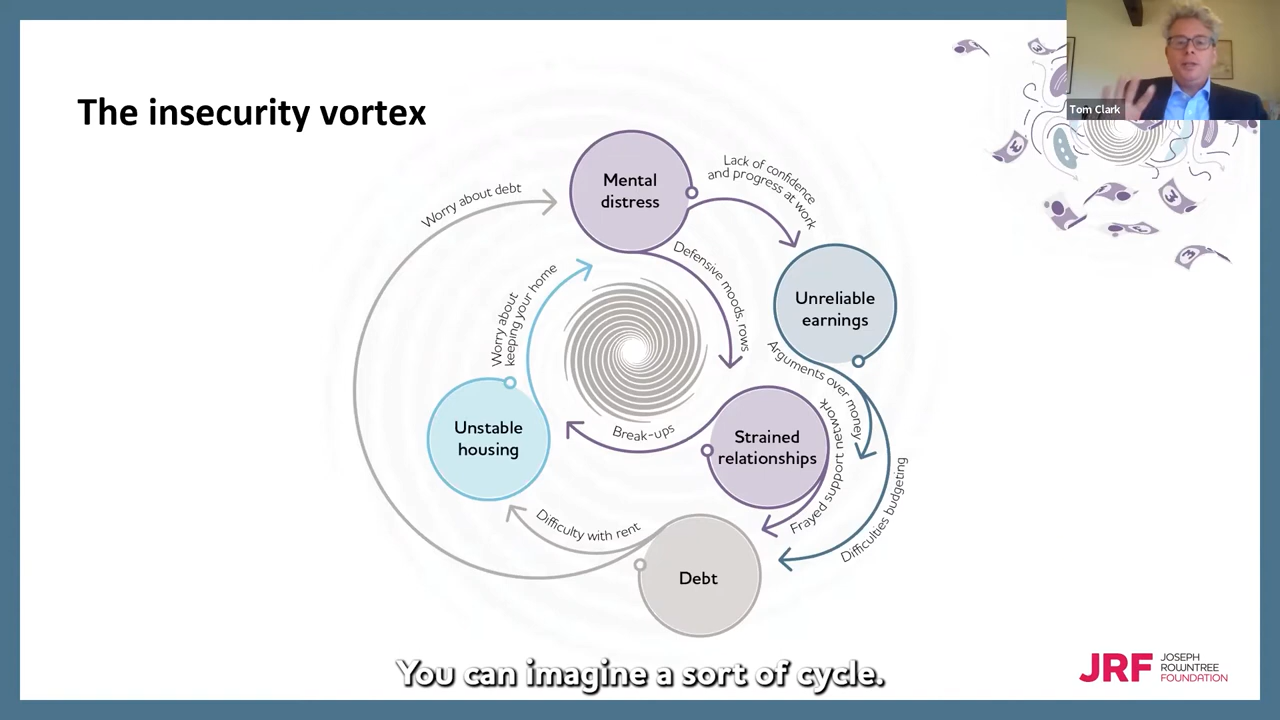 Tom Clark
The insecurity vortex
Mental
distress
Lack of confidence
and progress at work
Worry about debt
Defensive moods, rows
Unreliable
earnings
Worry about
keeping your home
Arguments over money
Unstable
housing
Break-ups
Strained
relationships
Frayed support network
Difficulties budgeting
Difficulty with rent
Debt
You can imagine a sort of cycle.
JRF
JOSEPH
ROWNTREE
FOUNDATION